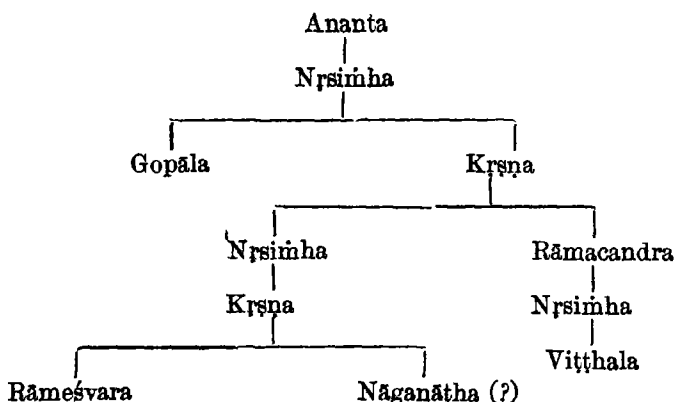 Ananta
Nṛsiṁha
Gopāla Kṛṣṇa
Nṛsiṁha Rāmacandra
Kṛṣṇa Nṛsiṁha
Viṭṭhala
Rāmeśvara Nāganātha (?)